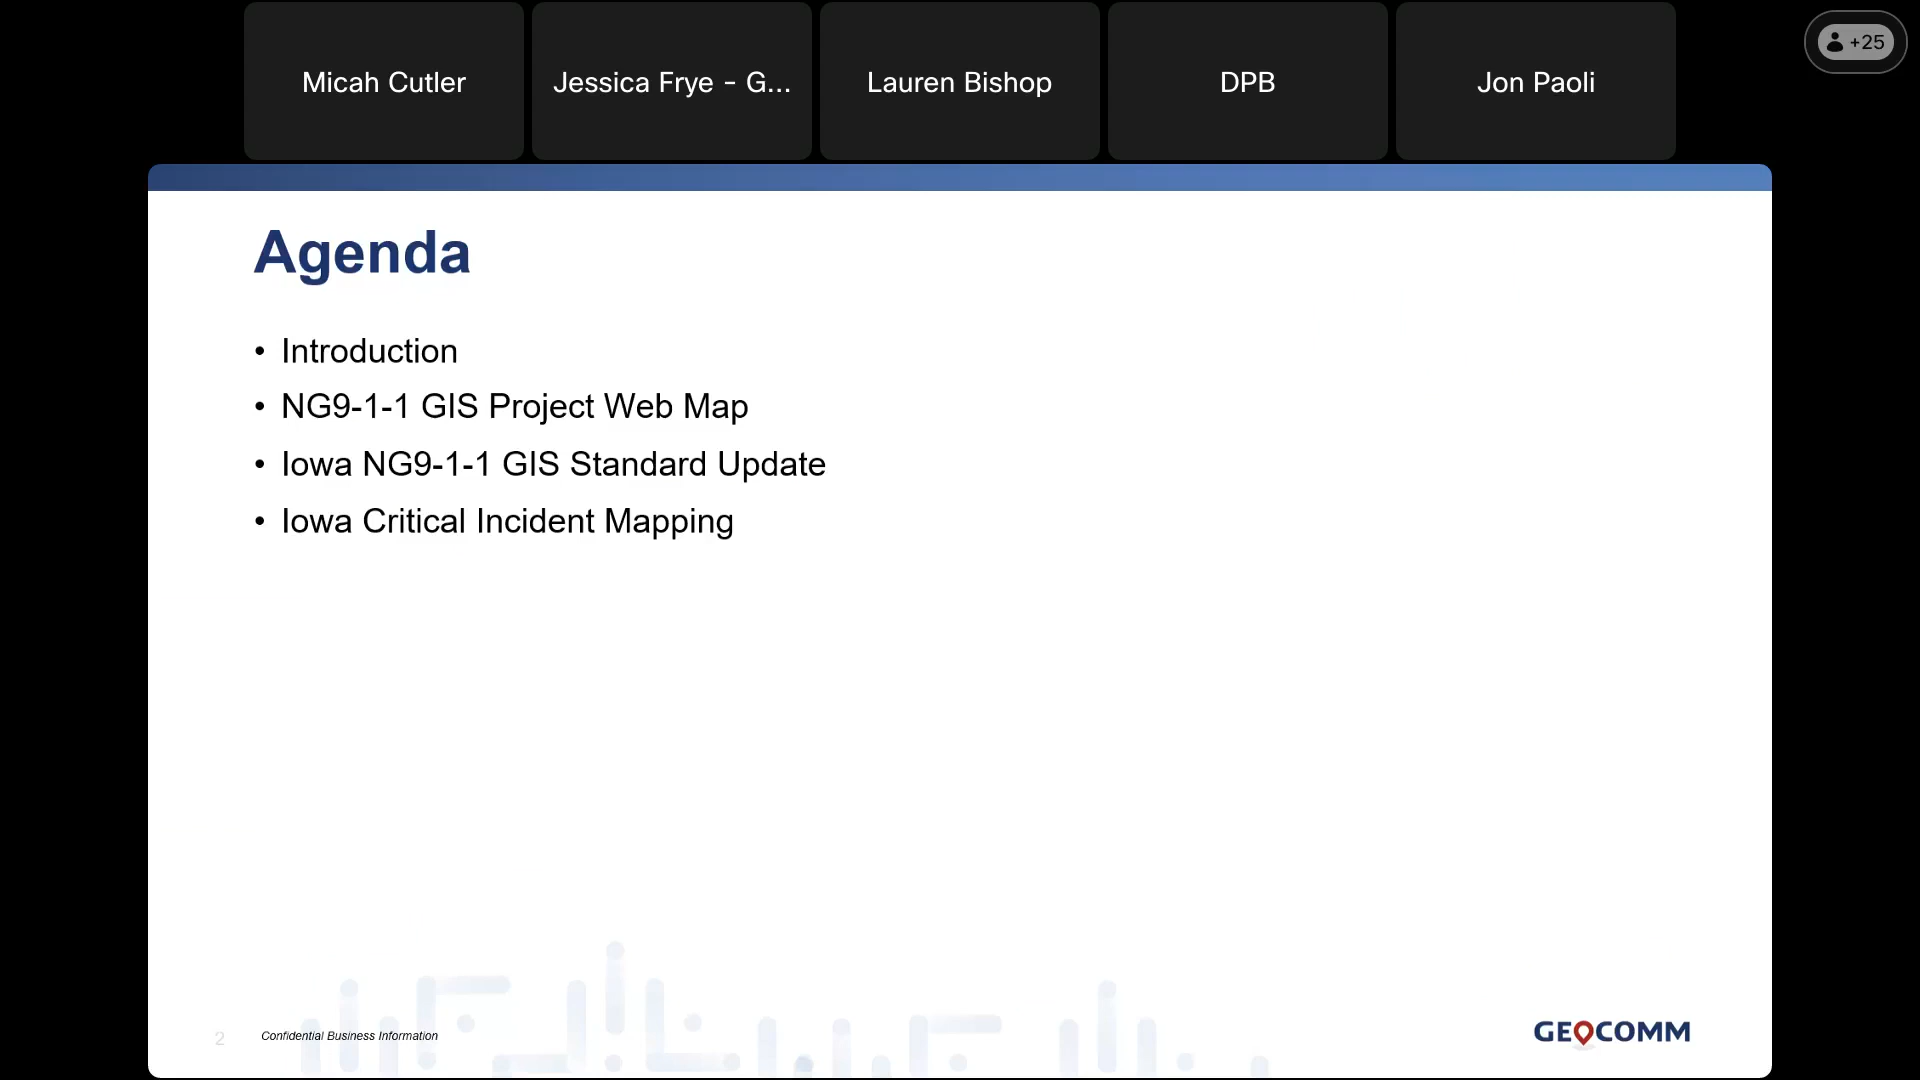 Micah Cutler
Jessica Frye - G...
Lauren Bishop
DPB
Jon Paoli
+25
Agenda
• Introduction
• NG9-1-1 GIS Project Web Map
• Iowa NG9-1-1 GIS Standard Update
• Iowa Critical Incident Mapping
2
Confidential Business Information
GEOCOMM